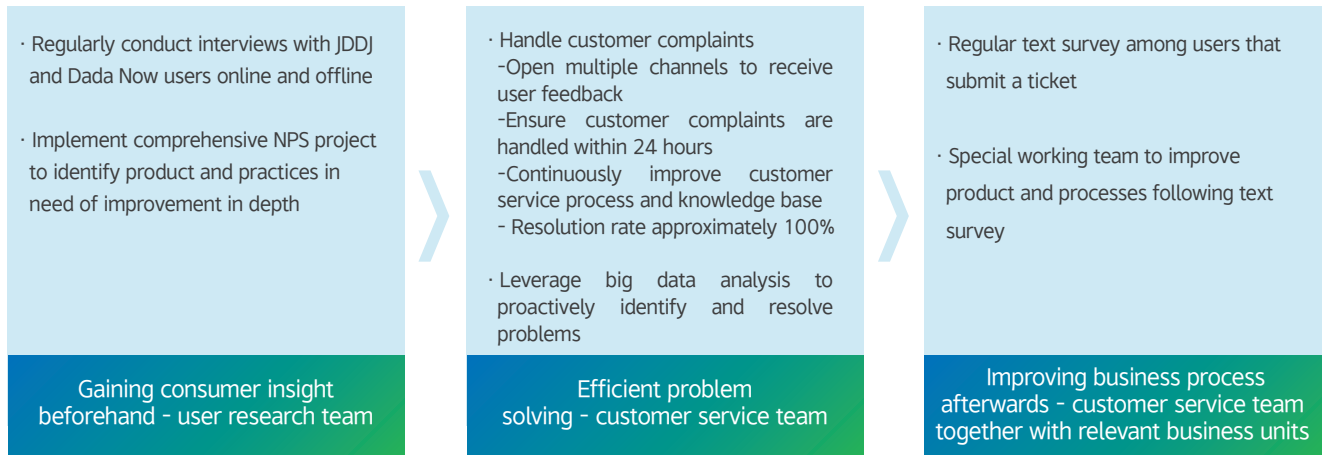 · Regularly conduct interviews with JDDJ
and Dada Now users online and offline
· Implement comprehensive NPS project
to identify product and practices in
need of improvement in depth
Gaining consumer insight
beforehand - user research team
· Handle customer complaints
-Open multiple channels to receive
user feedback
-Ensure customer complaints are
handled within 24 hours
-Continuously improve customer
service process and knowledge base
- Resolution rate approximately 100%
· Leverage big data analysis to
proactively identify and resolve
problems
Efficient problem
solving - customer service team
· Regular text survey among users that
submit a ticket
· Special working team to improve
product and processes following text
survey
Improving business process
afterwards - customer service team
together with relevant business units